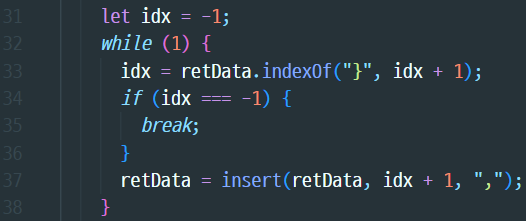 31 let idx = -1;
32 while (1) {
33 idx = retData.indexOf("}", idx + 1);
34 if (idx === -1) {
35 break;
36 }
37 retData = insert(retData, idx + 1, ",");
38 }